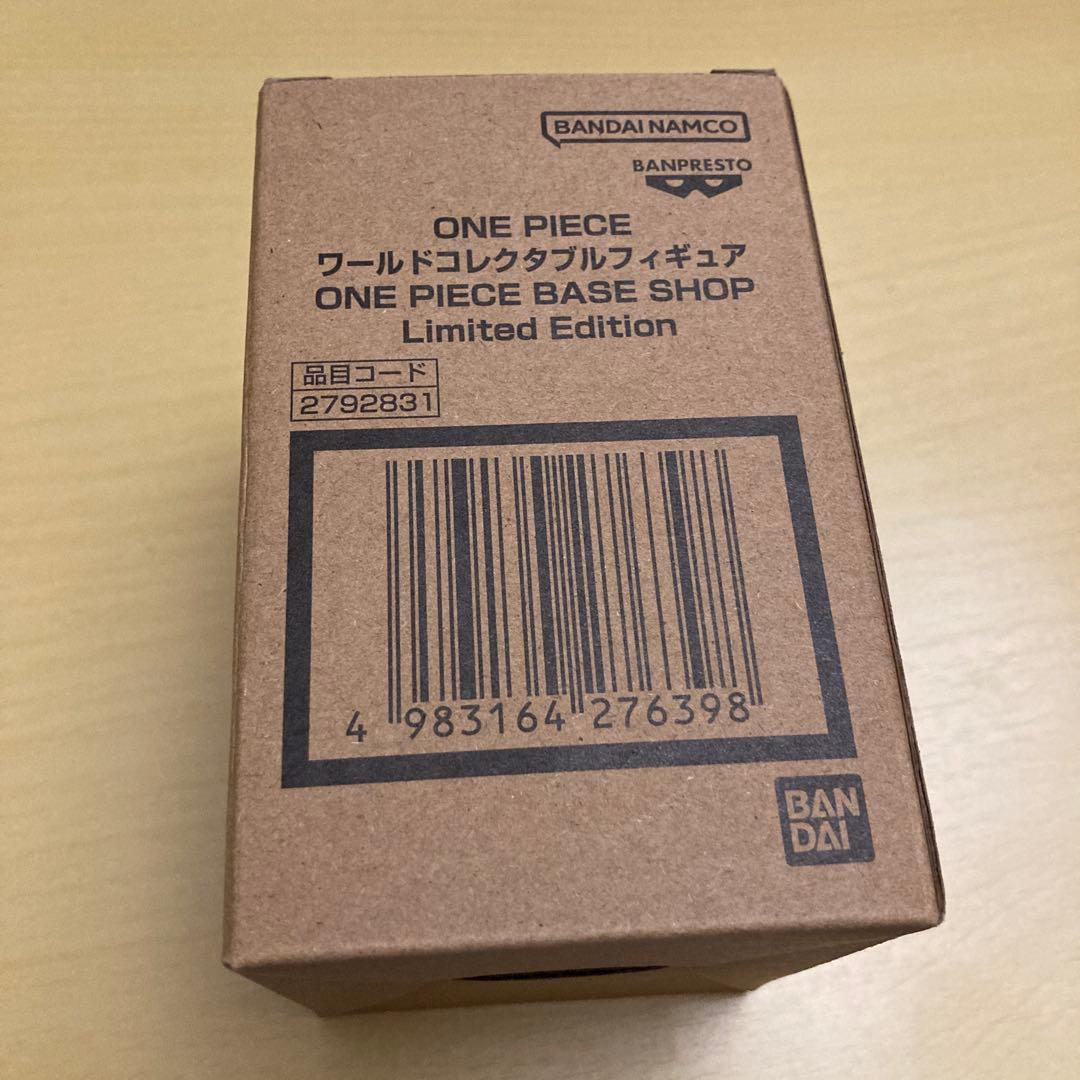 BANDAI NAMCO
BANPRESTO
ONE PIECE
ワールドコレクタブルフィギュア
ONE PIECE BASE SHOP
Limited Edition
品目コード
2792831
4 983164 276398
BAN
DAI